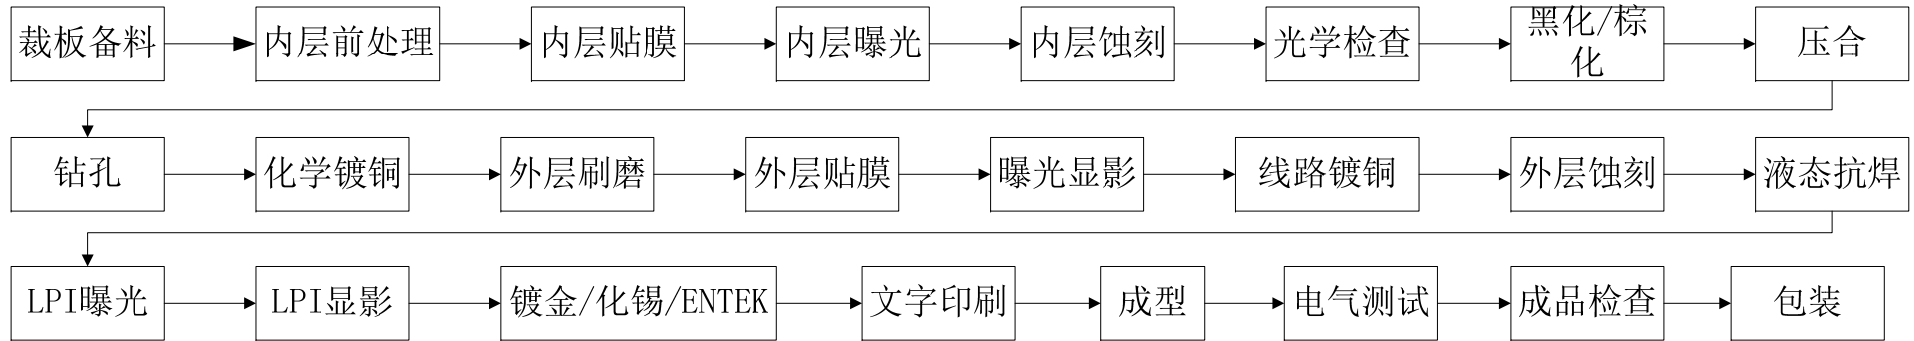 裁板备料
内层前处理
内层贴膜
内层曝光
内层蚀刻
光学检查
黑化/棕
化
压合
钻孔
化学镀铜
外层刷磨
外层贴膜
曝光显影
线路镀铜
外层蚀刻
液态抗焊
LPI曝光
LPI显影
镀金/化锡/ENTEK
文字印刷
成型
电气测试
成品检查
包装